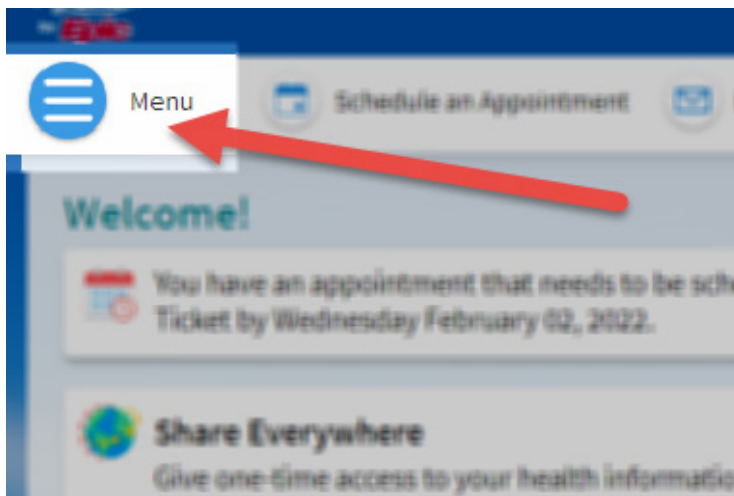 Menu
Schedule an Appointment
Welcome!
You have an appointment that needs to be sch
Ticket by Wednesday February 02, 2022.
Share Everywhere
Give one-time access to your health informatio